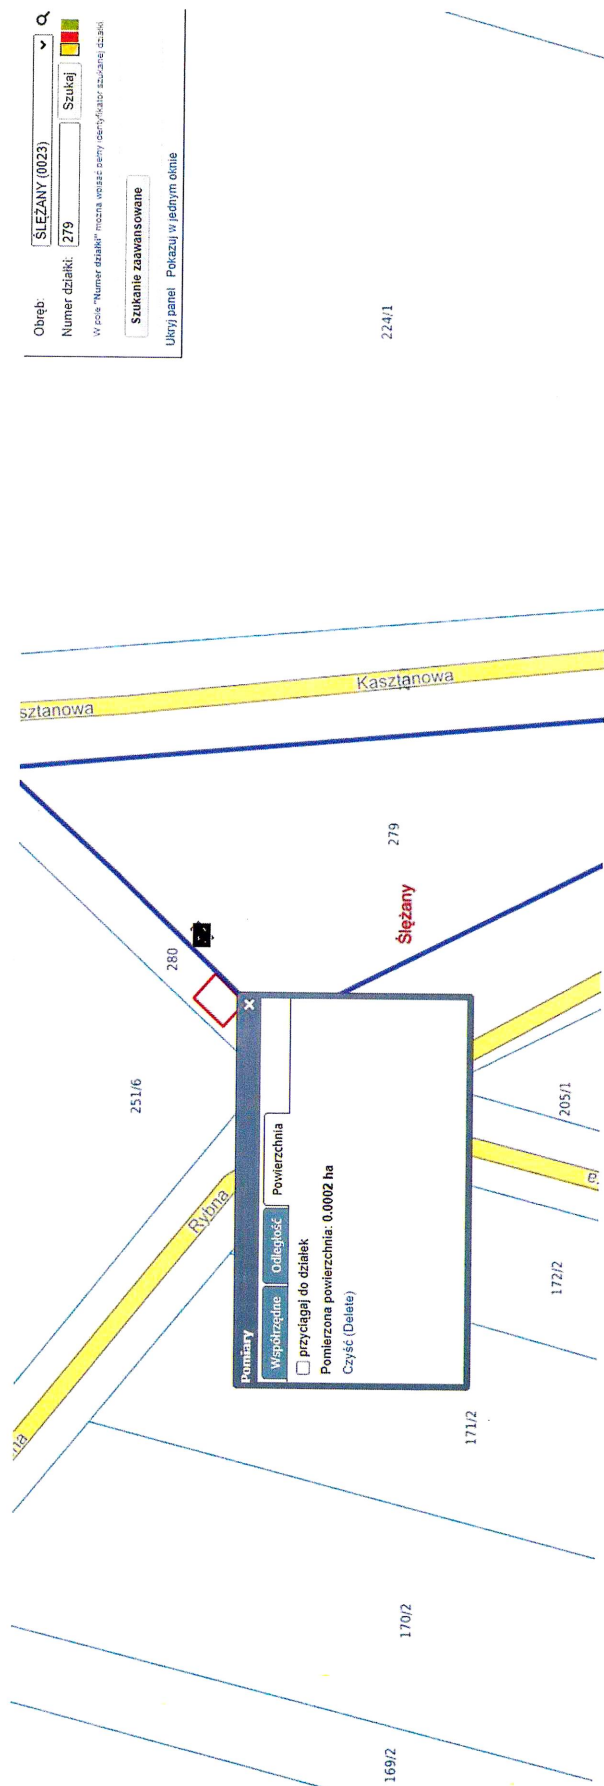 Obręb:
ŚLĘŻANY (0023)
Numer działki:
279
Szukaj
W pole "Numer działki" można wpisać pełny identyfikator szukanej działki
Szukanie zaawansowane
Ukryj panel Pokazuj w jednym oknie
224/1
sztanowa
Kasztanowa
279
Ślężany
280
251/6
205/1
172/2
171/2
170/2
169/2
Rybna
na
Pomiary
Współrzędne
Odległość
Powierzchnia
przyciągaj do działek
Pomierzona powierzchnia: 0.0002 ha
Czyść (Delete)